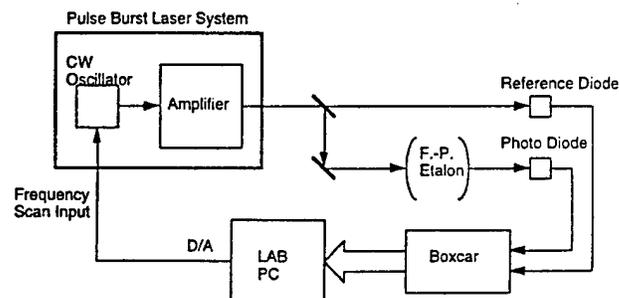 Pulse Burst Laser System
CW
Oscillator
Amplifier
Reference Diode
Photo Diode
F.-P.
Etalon
Frequency
Scan Input
D/A
LAB
PC
Boxcar